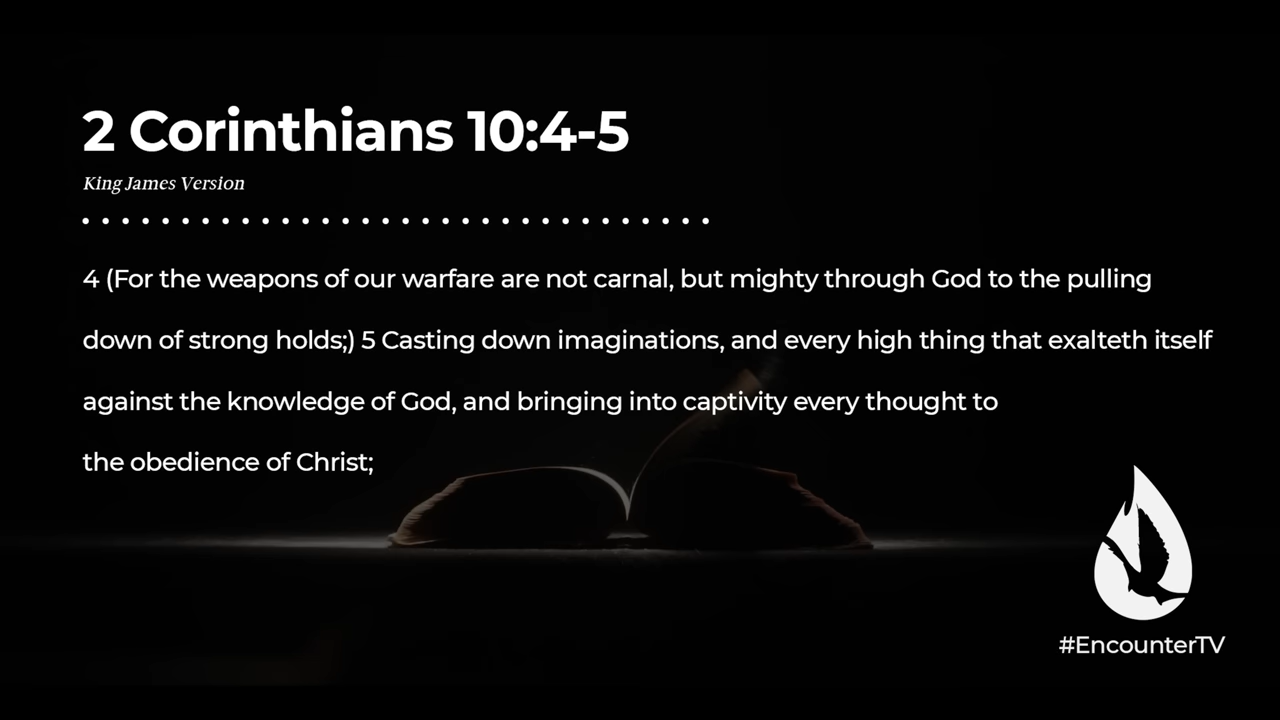 2 Corinthians 10:4-5
King James Version
4 (For the weapons of our warfare are not carnal, but mighty through God to the pulling
down of strong holds;) 5 Casting down imaginations, and every high thing that exalteth itself
against the knowledge of God, and bringing into captivity every thought to
the obedience of Christ;
#EncounterTV